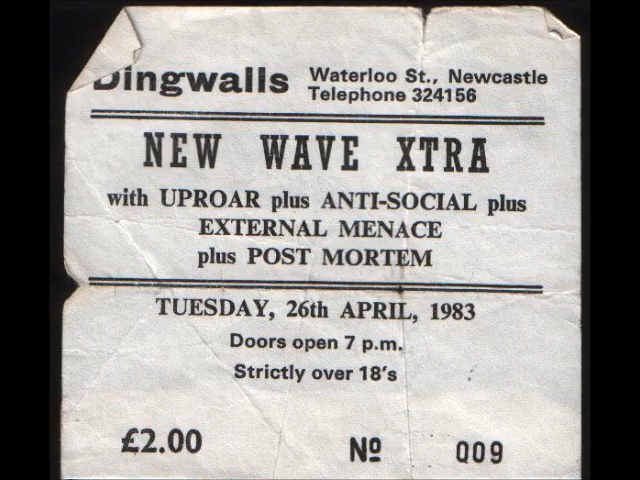 Dingwalls Waterloo St., Newcastle
Telephone 324156
NEW WAVE XTRA
with UPROAR plus ANTI-SOCIAL plus
EXTERNAL MENACE
plus POST MORTEM
TUESDAY, 26th APRIL, 1983
Doors open 7 p.m.
Strictly over 18's
£2.00 Nº 009